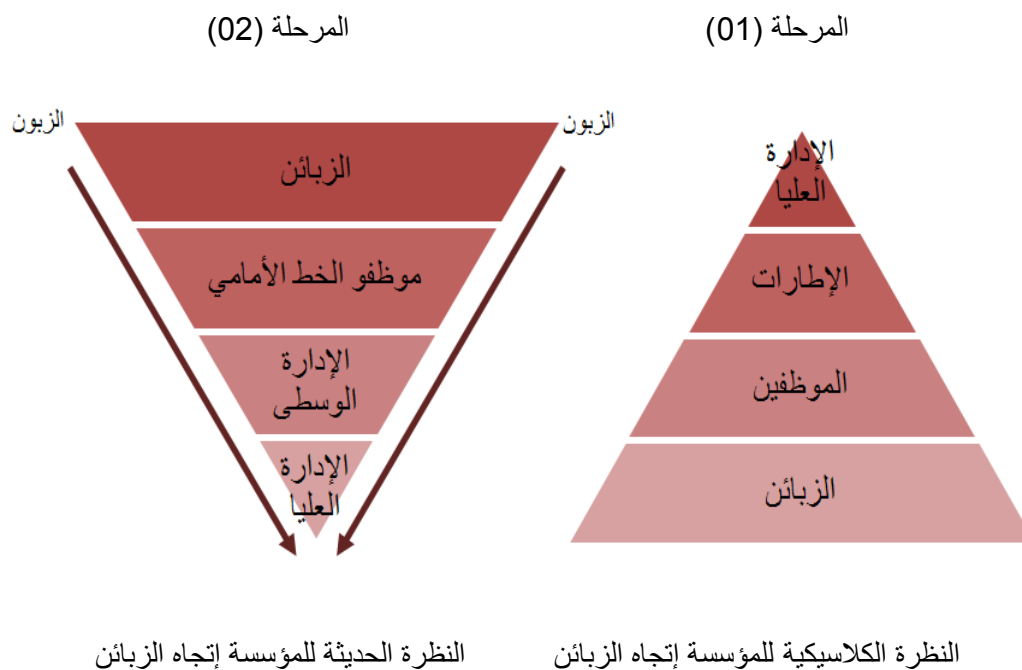 المرحلة (01)
المرحلة (02)
الإدارة
العليا
الإطارات
الموظفين
الزبائن
الزبون
الزبون
الزبائن
موظفو الخط الأمامي
الإدارة
الوسطى
الإدارة
العليا
النظرة الكلاسيكية للمؤسسة إتجاه الزبائن
النظرة الحديثة للمؤسسة إتجاه الزبائن